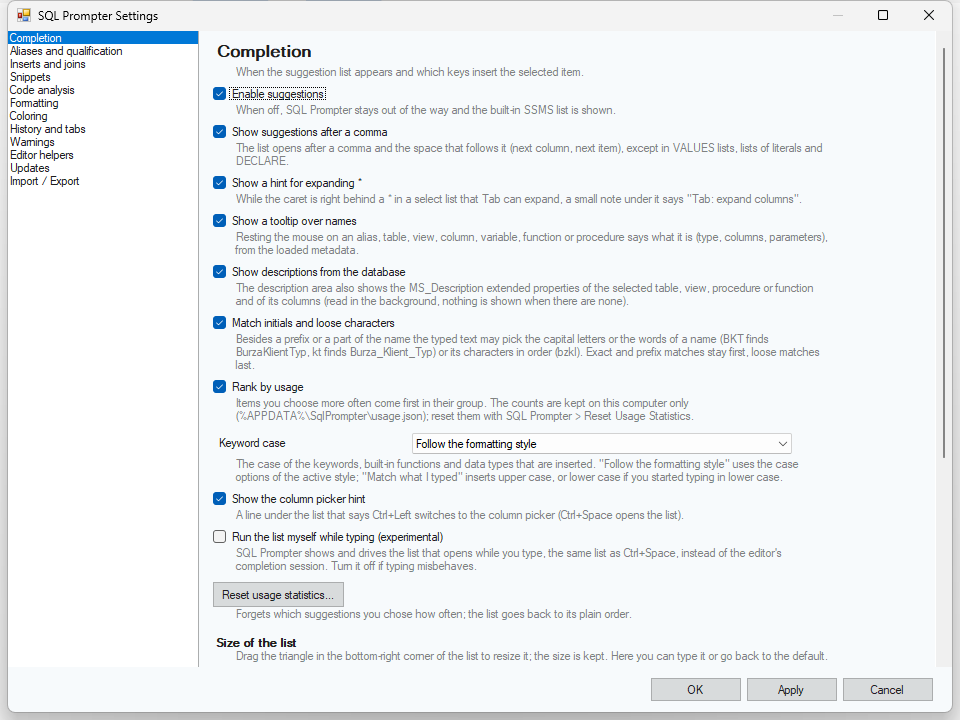 SQL Prompter Settings
Completion
Aliases and qualification
Inserts and joins
Snippets
Code analysis
Formatting
Coloring
History and tabs
Warnings
Editor helpers
Updates
Import / Export
Completion
When the suggestion list appears and which keys insert the selected item.
Enable suggestions
When off, SQL Prompter stays out of the way and the built-in SSMS list is shown.
Show suggestions after a comma
The list opens after a comma and the space that follows it (next column, next item), except in VALUES lists, lists of literals and
DECLARE.
Show a hint for expanding *
While the caret is right behind a * in a select list that Tab can expand, a small note under it says "Tab: expand columns".
Show a tooltip over names
Resting the mouse on an alias, table, view, column, variable, function or procedure says what it is (type, columns, parameters),
from the loaded metadata.
Show descriptions from the database
The description area also shows the MS_Description extended properties of the selected table, view, procedure or function
and of its columns (read in the background, nothing is shown when there are none).
Match initials and loose characters
Besides a prefix or a part of the name the typed text may pick the capital letters or the words of a name (BKT finds
BurzaKlientTyp, kt finds Burza_Klient_Typ) or its characters in order (bzkl). Exact and prefix matches stay first, loose matches
last.
Rank by usage
Items you choose more often come first in their group. The counts are kept on this computer only
(%APPDATA%\SqlPrompter\usage.json); reset them with SQL Prompter > Reset Usage Statistics.
Keyword case
Follow the formatting style
The case of the keywords, built-in functions and data types that are inserted. "Follow the formatting style" uses the case
options of the active style; "Match what I typed" inserts upper case, or lower case if you started typing in lower case.
Show the column picker hint
A line under the list that says Ctrl+Left switches to the column picker (Ctrl+Space opens the list).
Run the list myself while typing (experimental)
SQL Prompter shows and drives the list that opens while you type, the same list as Ctrl+Space, instead of the editor's
completion session. Turn it off if typing misbehaves.
Reset usage statistics...
Forgets which suggestions you chose how often; the list goes back to its plain order.
Size of the list
Drag the triangle in the bottom-right corner of the list to resize it; the size is kept. Here you can type it or go back to the default.
OK
Apply
Cancel